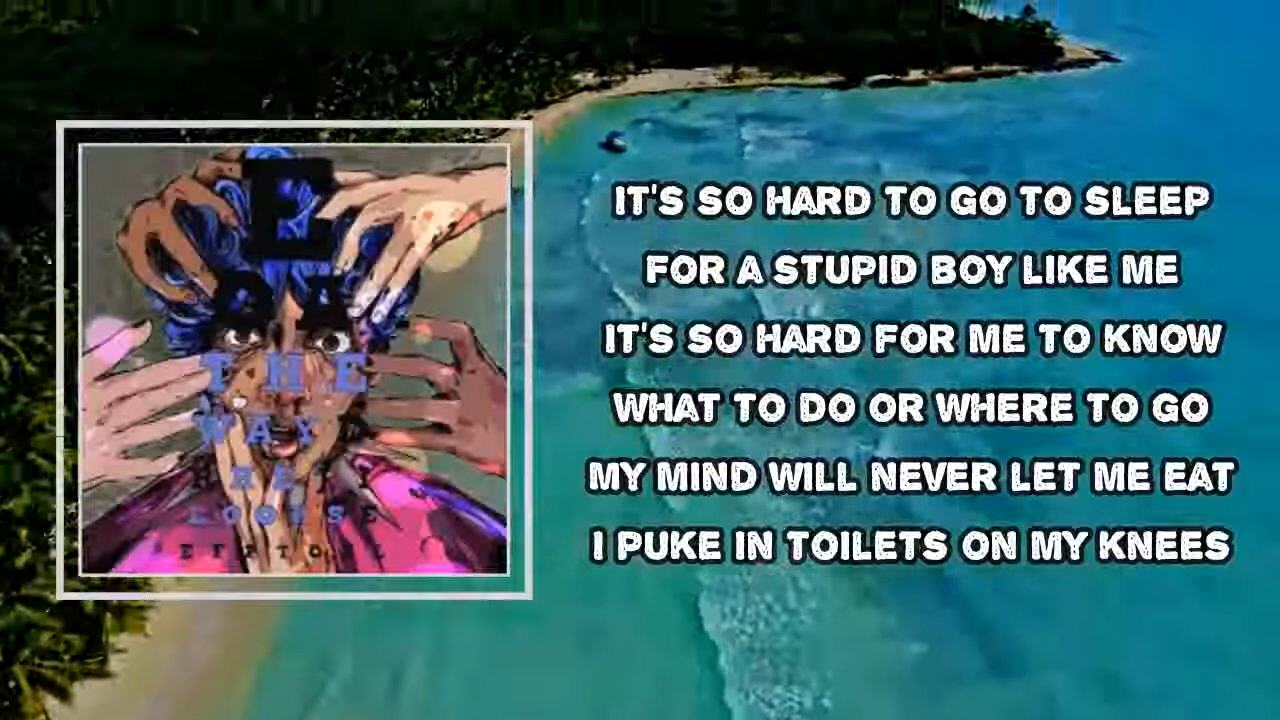 THE
WAY
IT'S SO HARD TO GO TO SLEEP
FOR A STUPID BOY LIKE ME
IT'S SO HARD FOR ME TO KNOW
WHAT TO DO OR WHERE TO GO
MY MIND WILL NEVER LET ME EAT
I PUKE IN TOILETS ON MY KNEES